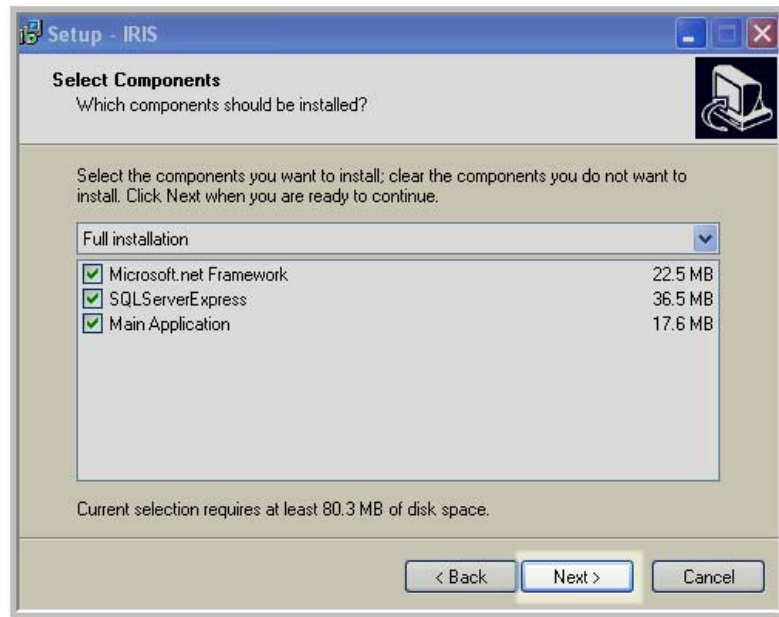 Setup - IRIS
Select Components
Which components should be installed?
Select the components you want to install; clear the components you do not want to
install. Click Next when you are ready to continue.
Full installation
Microsoft.net Framework 22.5 MB
SQLServerExpress 36.5 MB
Main Application 17.6 MB
Current selection requires at least 80.3 MB of disk space.
< Back Next > Cancel